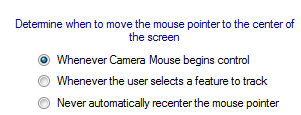 Determine when to move the mouse pointer to the center of
the screen
Whenever Camera Mouse begins control
Whenever the user selects a feature to track
Never automatically recenter the mouse pointer